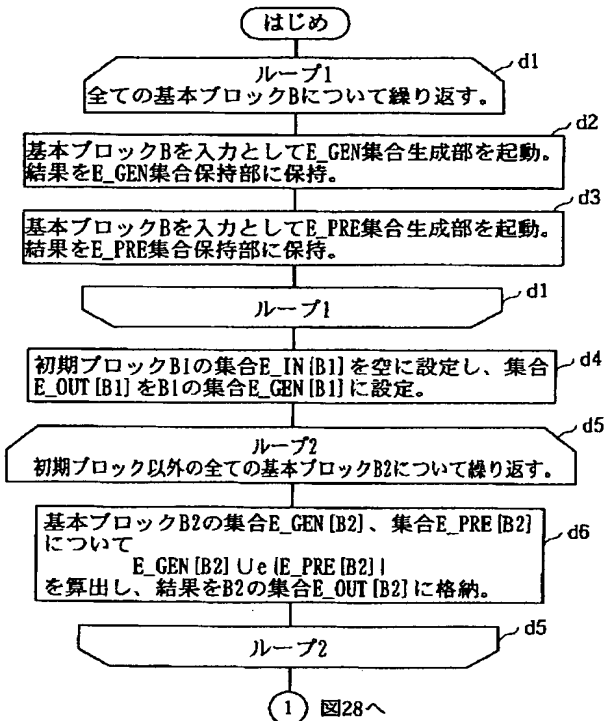 はじめ
ループ1
全ての基本ブロックBについて繰り返す。
d1
基本ブロックBを入力としてE_GEN集合生成部を起動。
結果をE_GEN集合保持部に保持。
d2
基本ブロックBを入力としてE_PRE集合生成部を起動。
結果をE_PRE集合保持部に保持。
d3
ループ1
d1
初期ブロックB1の集合E_IN[B1]を空に設定し、集合
E_OUT[B1]をB1の集合E_GEN[B1]に設定。
d4
ループ2
初期ブロック以外の全ての基本ブロックB2について繰り返す。
d5
基本ブロックB2の集合E_GEN[B2]、集合E_PRE[B2]
について
E_GEN[B2]∪e{E_PRE[B2]}
を算出し、結果をB2の集合E_OUT[B2]に格納。
d6
ループ2
d5
1 図28へ